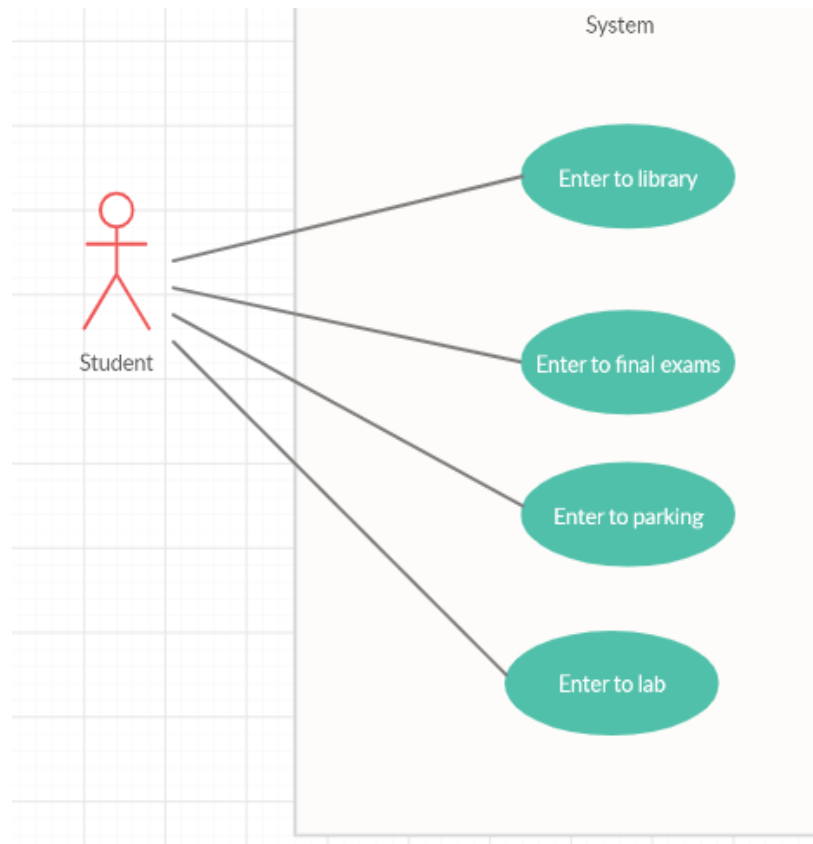 System
Enter to library
Student
Enter to final exams
Enter to parking
Enter to lab